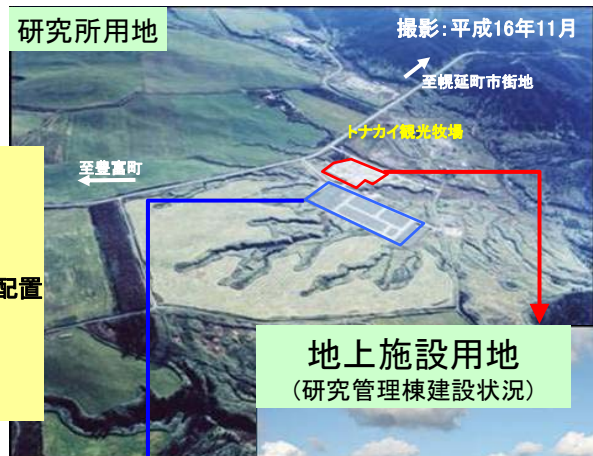 研究所用地
撮影：平成16年11月
至幌延町市街地
トナカイ観光牧場
至豊富町
配置
地上施設用地
（研究管理棟建設状況）